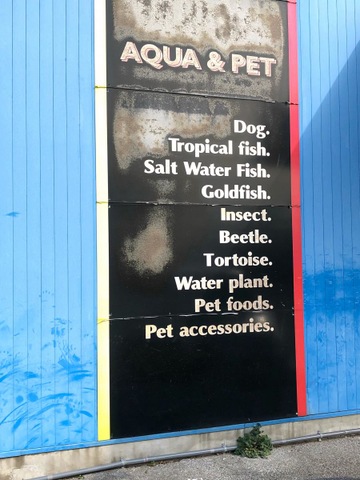 AQUA & PET
Dog.
Tropical fish.
Salt Water Fish.
Goldfish.
Insect.
Beetle.
Tortoise.
Water plant.
Pet foods.
Pet accessories.